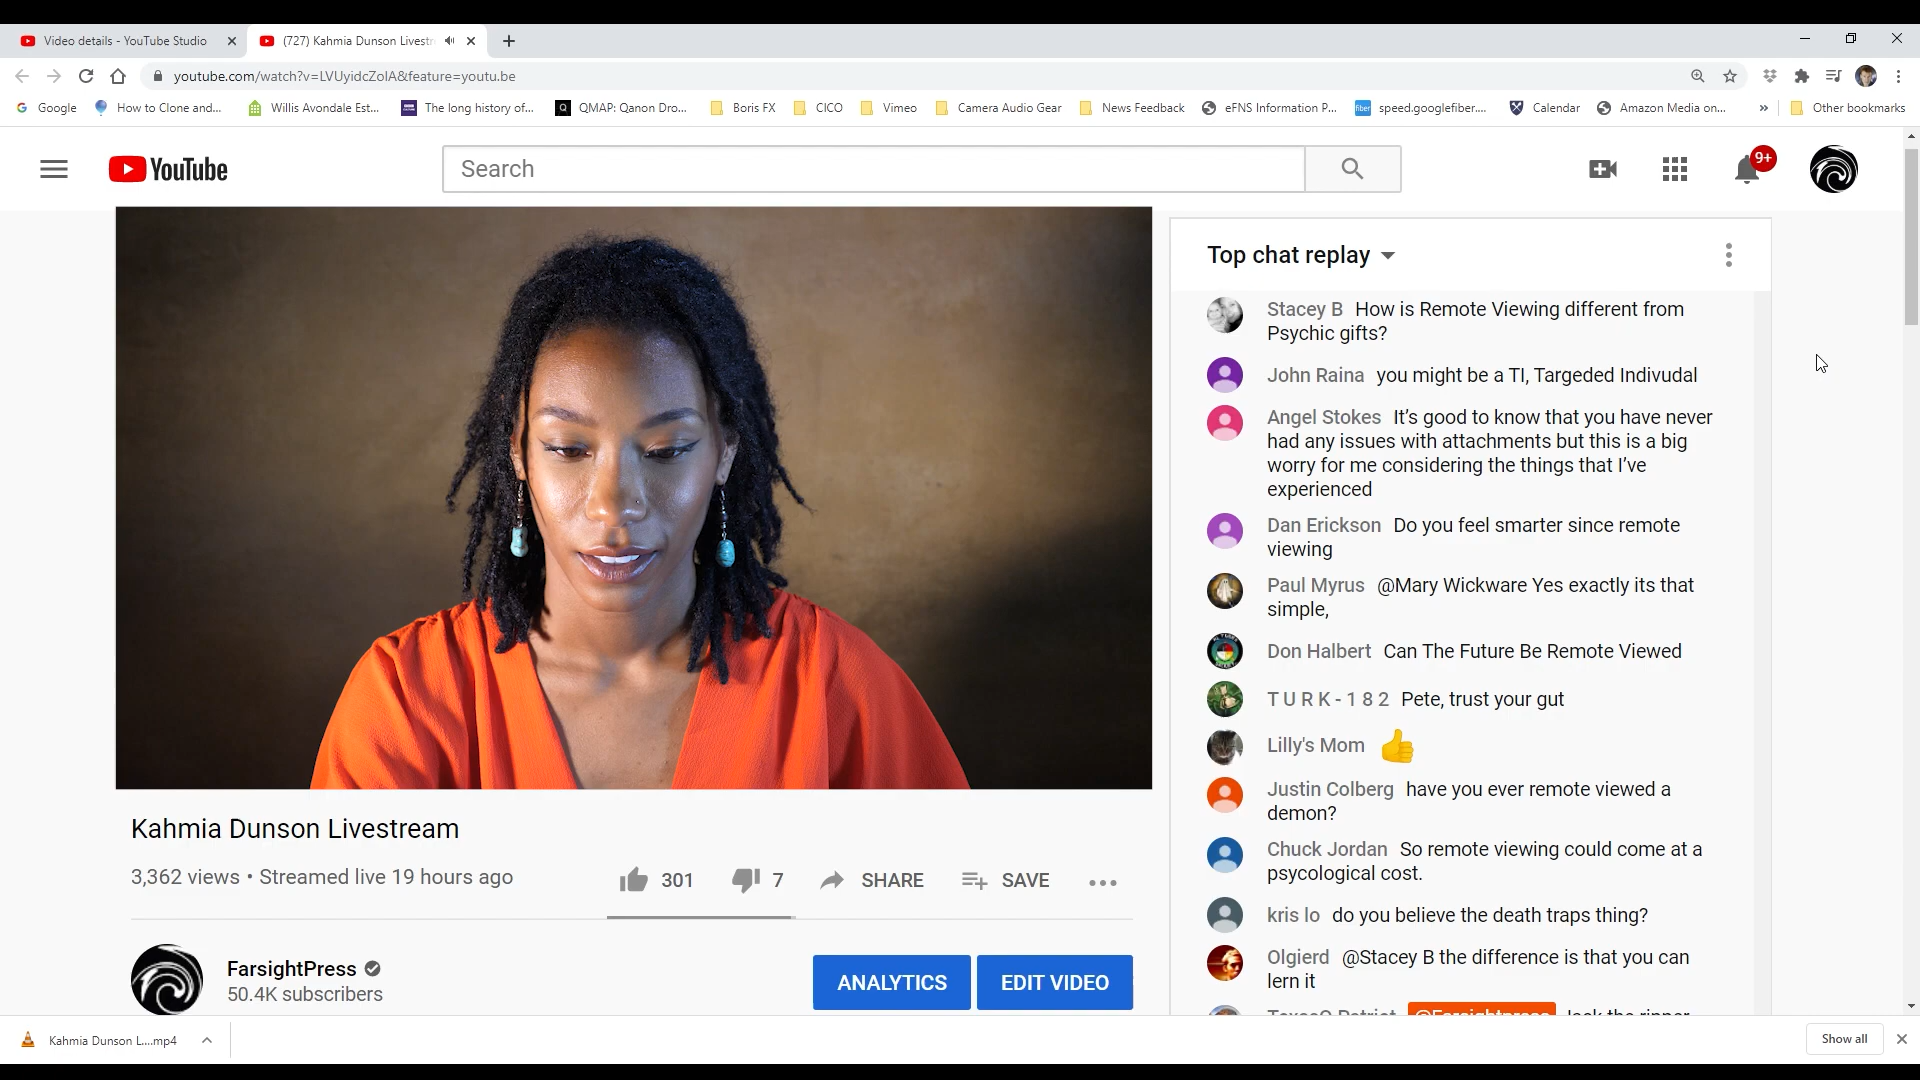 Video details - YouTube Studio
(727) Kahmia Dunson Livestr
youtube.com/watch?v=LVUyidcZolA&feature=youtu.be
Google
How to Clone and...
Willis Avondale Est...
The long history of...
QMAP: Qanon Dro...
Boris FX
CICO
Vimeo
Camera Audio Gear
News Feedback
eFNS Information P...
speed.googlefiber....
Calendar
Amazon Media on...
»
Other bookmarks
YouTube
Search
9+
Top chat replay
Stacey B How is Remote Viewing different from
Psychic gifts?
John Raina you might be a TI, Targeded Indivudal
Angel Stokes It's good to know that you have never
had any issues with attachments but this is a big
worry for me considering the things that I've
experienced
Dan Erickson Do you feel smarter since remote
viewing
Paul Myrus @Mary Wickware Yes exactly its that
simple,
Don Halbert Can The Future Be Remote Viewed
T U R K - 1 8 2 Pete, trust your gut
Lilly's Mom 👍
Justin Colberg have you ever remote viewed a
demon?
Chuck Jordan So remote viewing could come at a
psycological cost.
kris lo do you believe the death traps thing?
Olgierd @Stacey B the difference is that you can
lern it
Kahmia Dunson Livestream
3,362 views • Streamed live 19 hours ago
301
7
SHARE
SAVE
FarsightPress
50.4K subscribers
ANALYTICS
EDIT VIDEO
Kahmia Dunson L....mp4
Show all